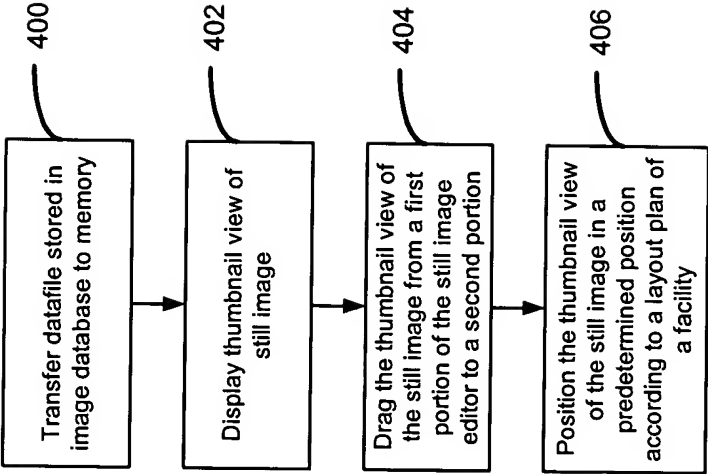 400
Transfer datafile stored in
image database to memory
402
Display thumbnail view of
still image
404
Drag the thumbnail view of
the still image from a first
portion of the still image
editor to a second portion
406
Position the thumbnail view
of the still image in a
predetermined position
according to a layout plan of
a facility